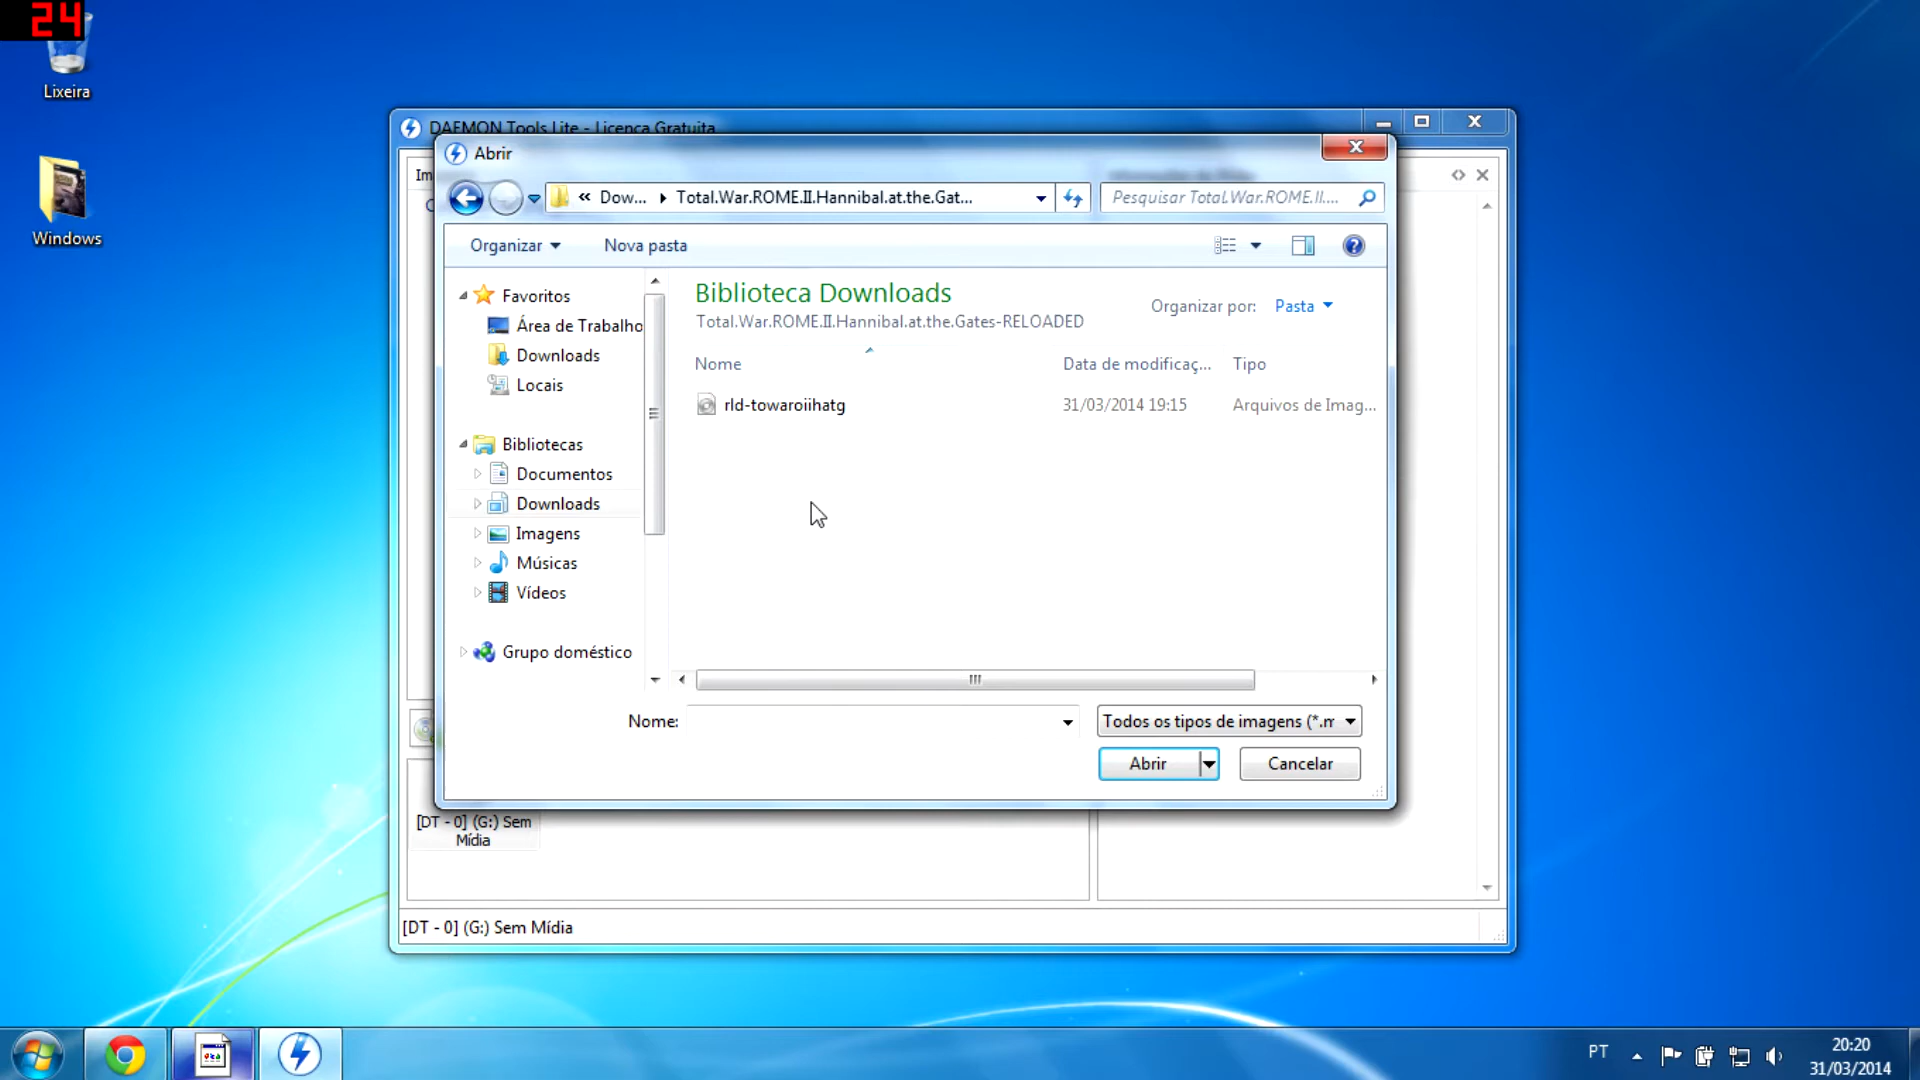 24
Lixeira
Windows
DAEMON Tools Lite - Licença Gratuita
Abrir
Im
« Dow... Total.War.ROME.II.Hannibal.at.the.Gat...
Pesquisar Total.War.ROME.II....
Organizar
Nova pasta
Favoritos
Área de Trabalho
Downloads
Locais
Bibliotecas
Documentos
Downloads
Imagens
Músicas
Vídeos
Grupo doméstico
Biblioteca Downloads
Total.War.ROME.II.Hannibal.at.the.Gates-RELOADED
Organizar por: Pasta
Nome
Data de modificaç...
Tipo
rld-towaroiihatg
31/03/2014 19:15
Arquivos de Imag...
Nome:
Todos os tipos de imagens (*.m
Abrir
Cancelar
[DT - 0] (G:) Sem
Mídia
[DT - 0] (G:) Sem Mídia
PT
20:20
31/03/2014